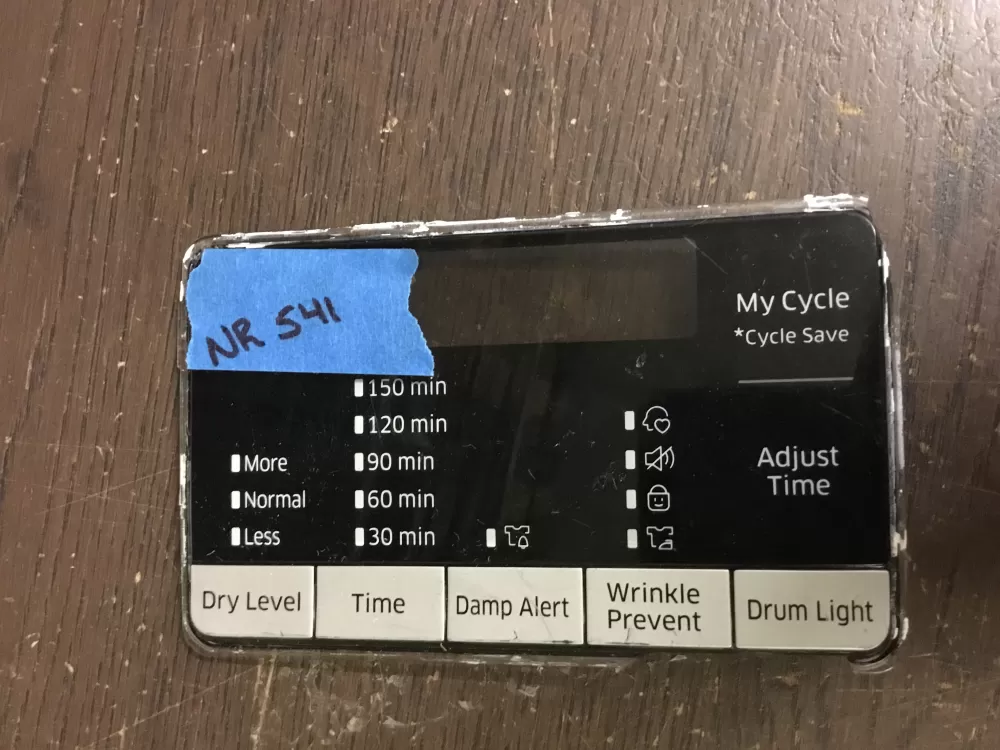 NR 541
My Cycle
*Cycle Save
150 min
120 min
More
90 min
Normal
60 min
Less
30 min
Adjust
Time
Dry Level
Time
Damp Alert
Wrinkle
Prevent
Drum Light